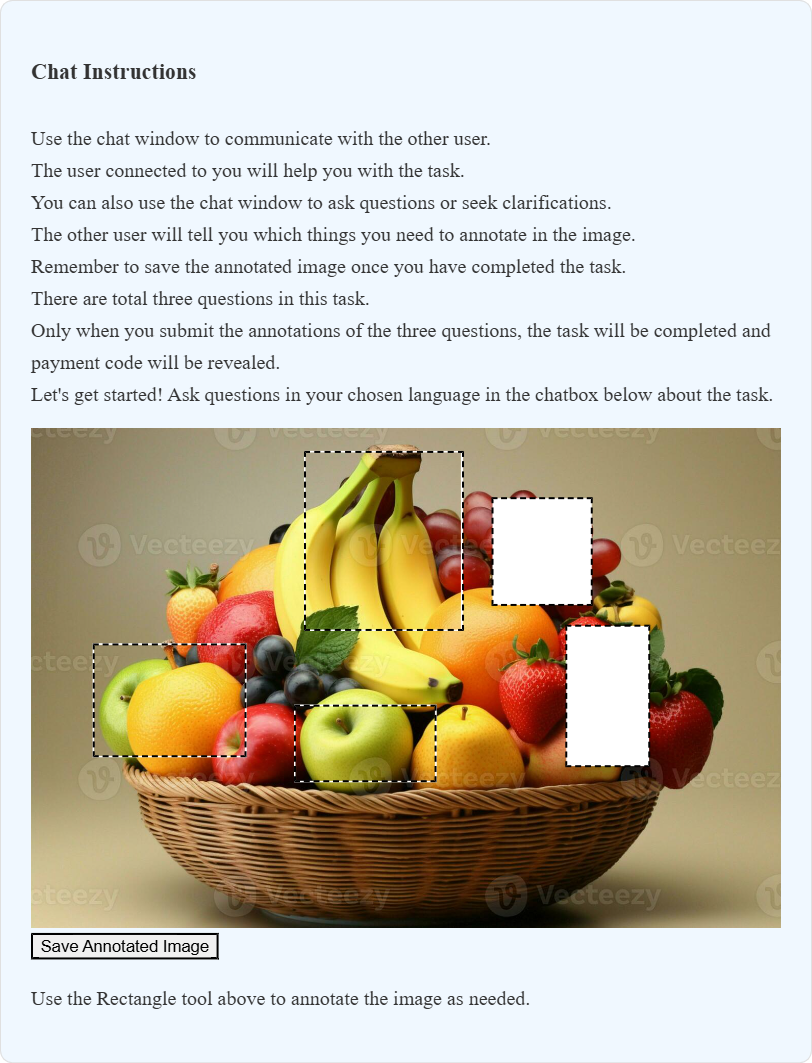 Chat Instructions
Use the chat window to communicate with the other user.
The user connected to you will help you with the task.
You can also use the chat window to ask questions or seek clarifications.
The other user will tell you which things you need to annotate in the image.
Remember to save the annotated image once you have completed the task.
There are total three questions in this task.
Only when you submit the annotations of the three questions, the task will be completed and
payment code will be revealed.
Let's get started! Ask questions in your chosen language in the chatbox below about the task.
cteezy Vecteezy Vecteezy
Vecteezy Vecteezy Vecteez
cteezy Vecteezy Vecteezy
Vecteezy Vecteezy Vecteez
cteezy Vecteezy Vecteezy
Save Annotated Image
Use the Rectangle tool above to annotate the image as needed.